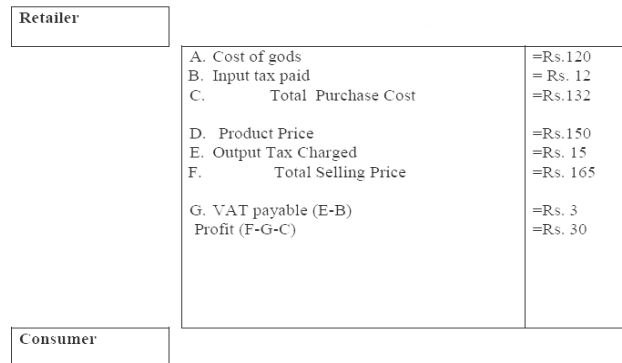 Retailer
A. Cost of gods =Rs.120
B. Input tax paid = Rs. 12
C. Total Purchase Cost =Rs.132
D. Product Price =Rs.150
E. Output Tax Charged =Rs. 15
F. Total Selling Price =Rs. 165
G. VAT payable (E-B) =Rs. 3
Profit (F-G-C) =Rs. 30
Consumer